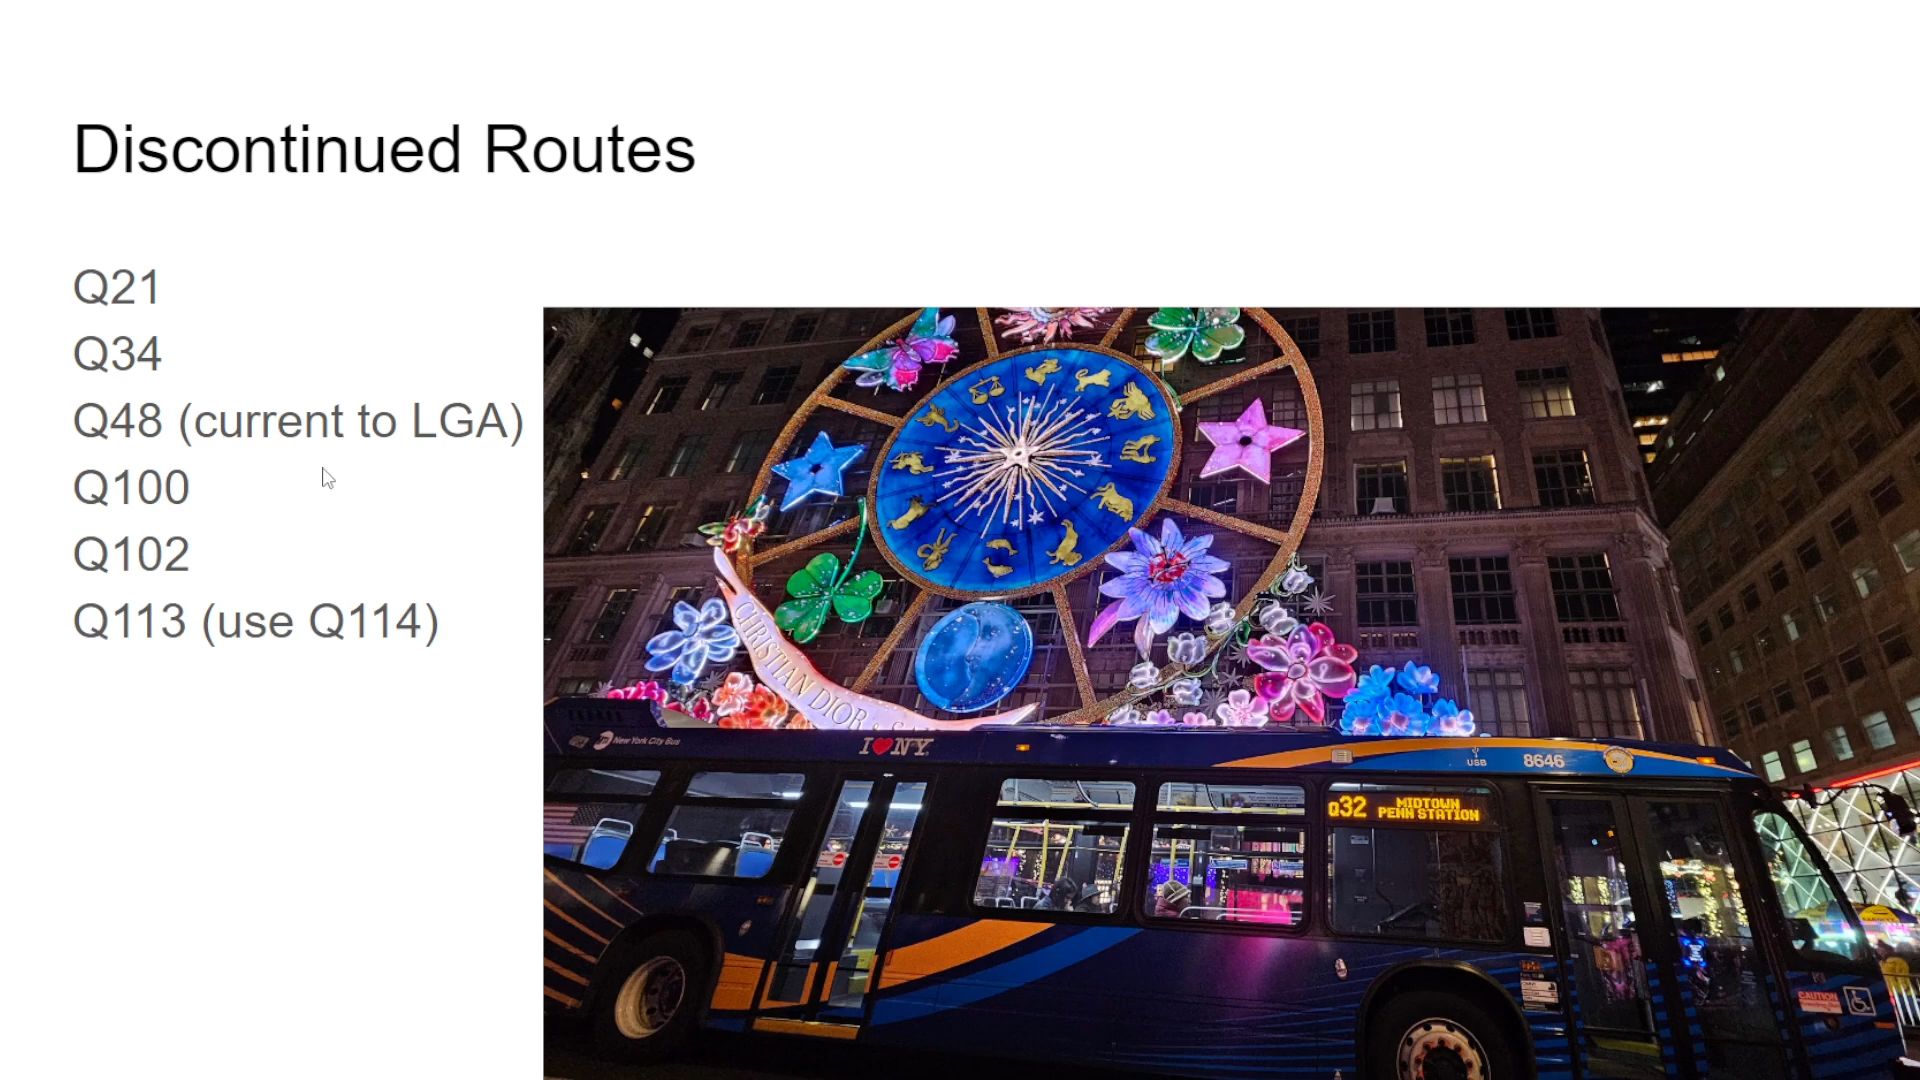 Discontinued Routes
Q21
Q34
Q48 (current to LGA)
Q100
Q102
Q113 (use Q114)
CHRISTIAN DIOR
New York City Bus
I NY
USB
8646
Q32 MIDTOWN
PENN STATION
CAUTION